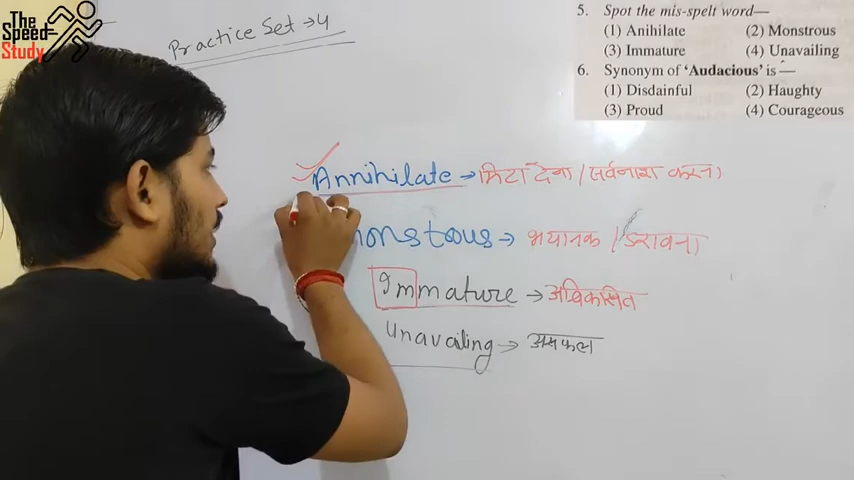 The
Speed
Study
Practice Set → 4
5. Spot the mis-spelt word—
(1) Anihilate (2) Monstrous
(3) Immature (4) Unavailing
6. Synonym of 'Audacious' is —
(1) Disdainful (2) Haughty
(3) Proud (4) Courageous
Annihilate → मिटा देना / सर्वनाश करना
onstrous → भयानक / डरावना
Immature → अविकसित
Unavailing → असफल